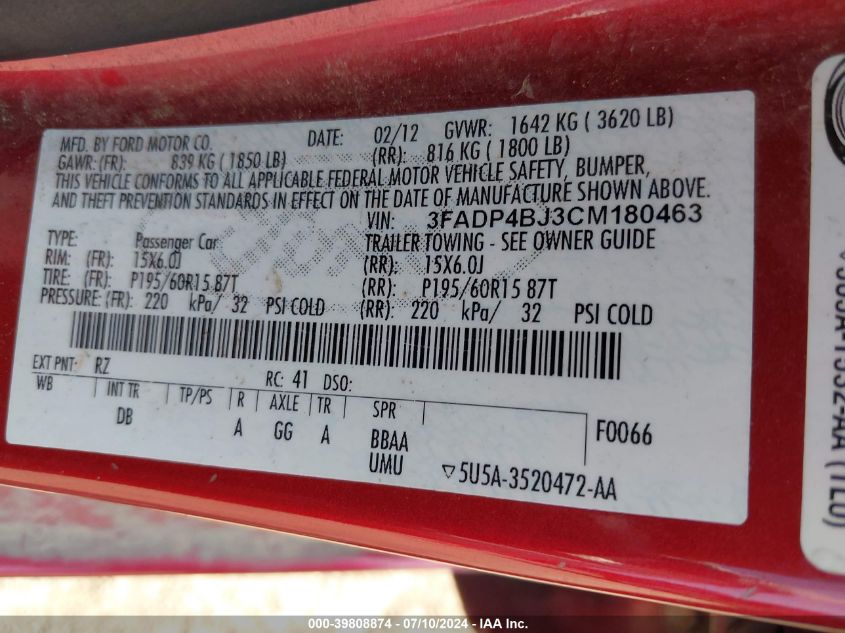 MFD. BY FORD MOTOR CO. DATE: 02/12 GVWR: 1642 KG ( 3620 LB)
GAWR: (FR): 839 KG ( 1850 LB) (RR): 816 KG ( 1800 LB)
THIS VEHICLE CONFORMS TO ALL APPLICABLE FEDERAL MOTOR VEHICLE SAFETY, BUMPER,
AND THEFT PREVENTION STANDARDS IN EFFECT ON THE DATE OF MANUFACTURE SHOWN ABOVE.
VIN: 3FADP4BJ3CM180463
TYPE: Passenger Car TRAILER TOWING - SEE OWNER GUIDE
RIM: (FR): 15X6.0J (RR): 15X6.0J
TIRE: (FR): P195/60R15 87T (RR): P195/60R15 87T
PRESSURE: (FR): 220 kPa/ 32 PSI COLD (RR): 220 kPa/ 32 PSI COLD
EXT PNT: RZ RC: 41 DSO:
WB INT TR TP/PS R AXLE TR SPR
DB A GG A BBAA F0066
UMU ▽5U5A-3520472-AA
-1532-AA (TLO)
000-39808874 - 07/10/2024 - IAA Inc.